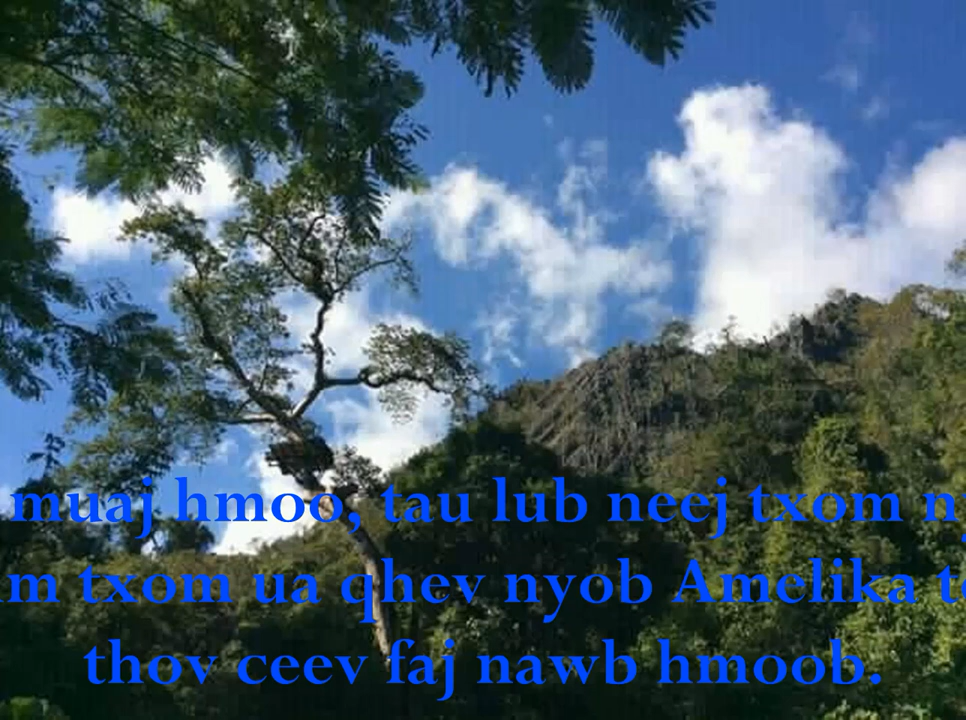 muaj hmoo, tau lub neej txom
txom ua qhev nyob Amelika
thov ceev faj nawb hmoob.